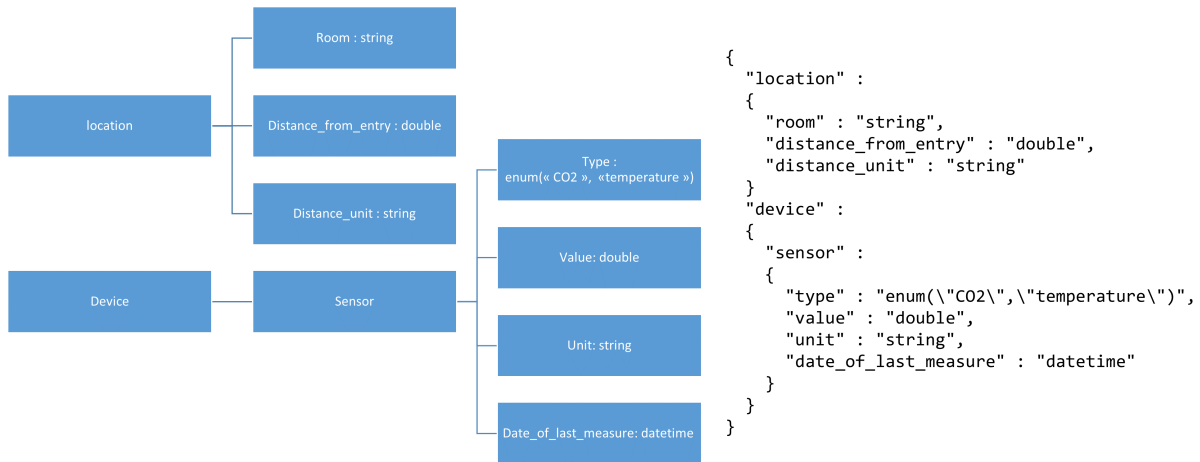 Room : string
location
Distance_from_entry : double
Distance_unit : string
Device
Sensor
Type :
enum(« CO2 », «temperature »)
Value: double
Unit: string
Date_of_last_measure: datetime
{
"location" :
{
"room" : "string",
"distance_from_entry" : "double",
"distance_unit" : "string"
}
"device" :
{
"sensor" :
{
"type" : "enum(\"CO2\",\"temperature\")",
"value" : "double",
"unit" : "string",
"date_of_last_measure" : "datetime"
}
}
}